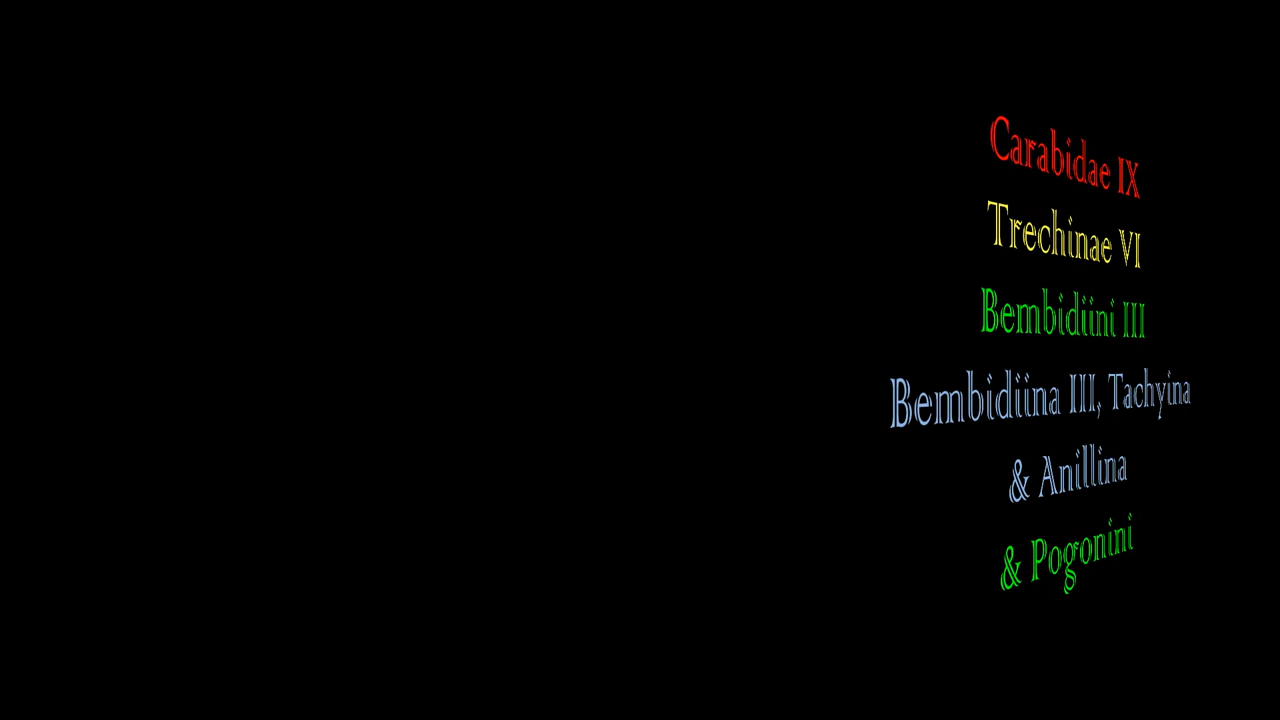 Carabidae IX
Trechinae VI
Bembidiini III
Bembidiina III, Tachyina
& Anillina
& Pogonini